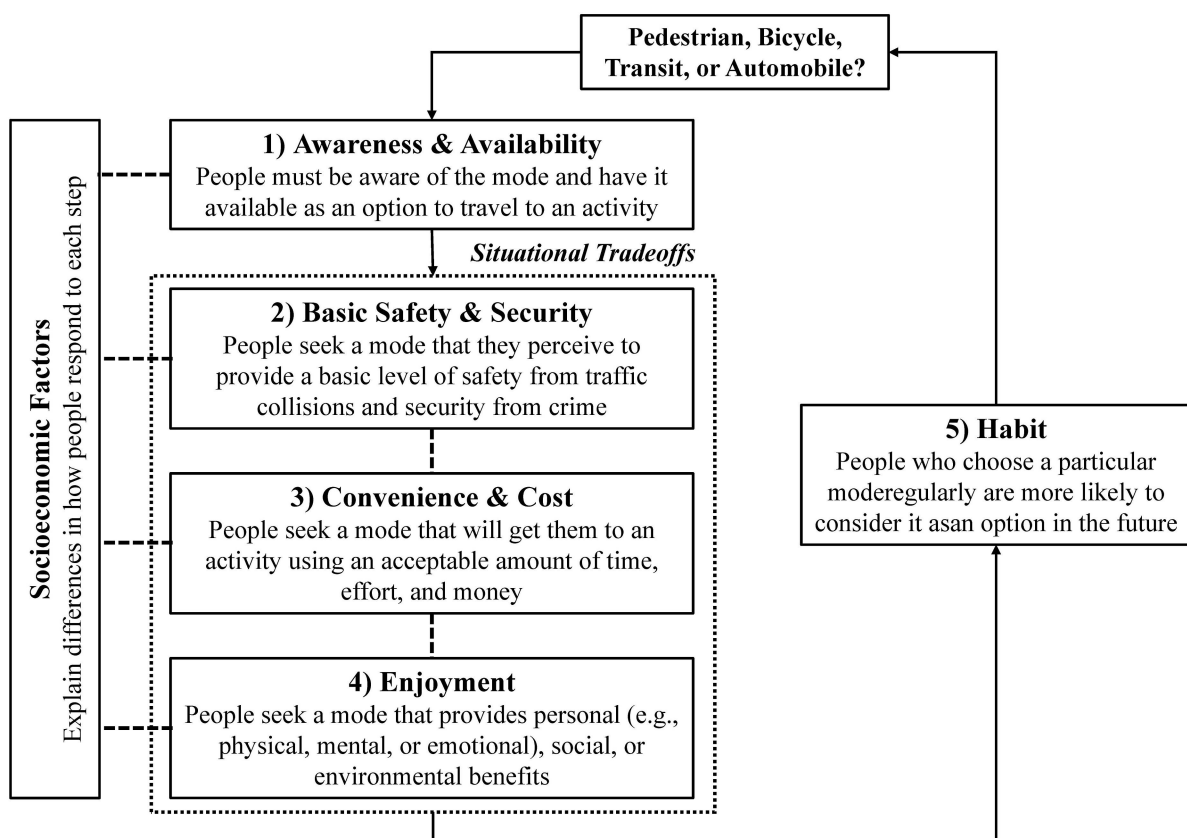 Pedestrian, Bicycle,
Transit, or Automobile?
Socioeconomic Factors
Explain differences in how people respond to each step
1) Awareness & Availability
People must be aware of the mode and have it
available as an option to travel to an activity
Situational Tradeoffs
2) Basic Safety & Security
People seek a mode that they perceive to
provide a basic level of safety from traffic
collisions and security from crime
3) Convenience & Cost
People seek a mode that will get them to an
activity using an acceptable amount of time,
effort, and money
4) Enjoyment
People seek a mode that provides personal (e.g.,
physical, mental, or emotional), social, or
environmental benefits
5) Habit
People who choose a particular
moderegularly are more likely to
consider it asan option in the future